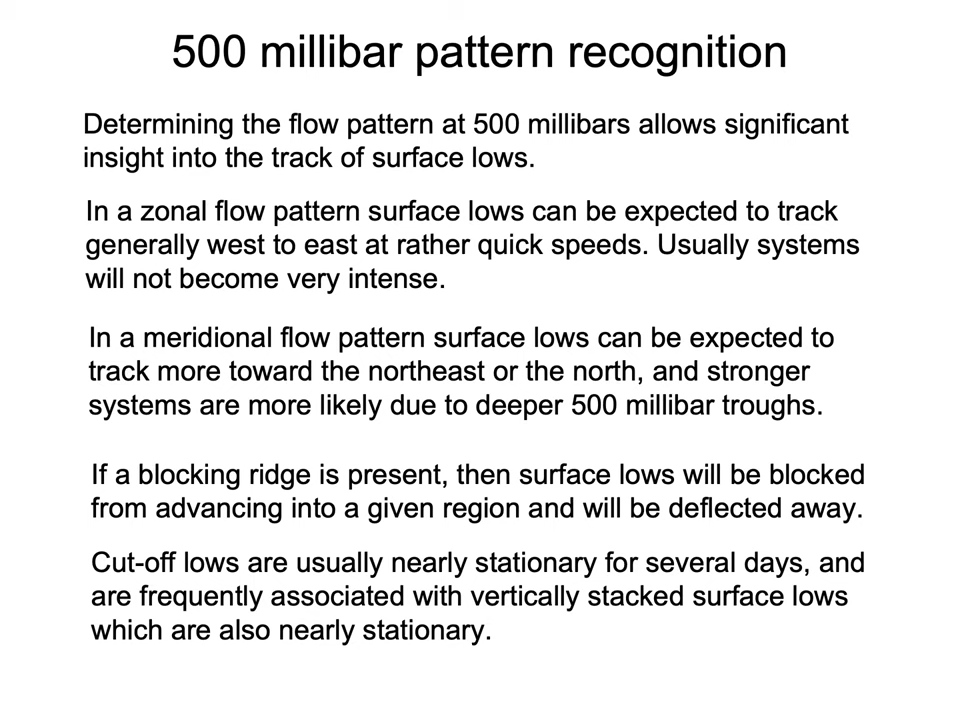 500 millibar pattern recognition
Determining the flow pattern at 500 millibars allows significant
insight into the track of surface lows.
In a zonal flow pattern surface lows can be expected to track
generally west to east at rather quick speeds. Usually systems
will not become very intense.
In a meridional flow pattern surface lows can be expected to
track more toward the northeast or the north, and stronger
systems are more likely due to deeper 500 millibar troughs.
If a blocking ridge is present, then surface lows will be blocked
from advancing into a given region and will be deflected away.
Cut-off lows are usually nearly stationary for several days, and
are frequently associated with vertically stacked surface lows
which are also nearly stationary.